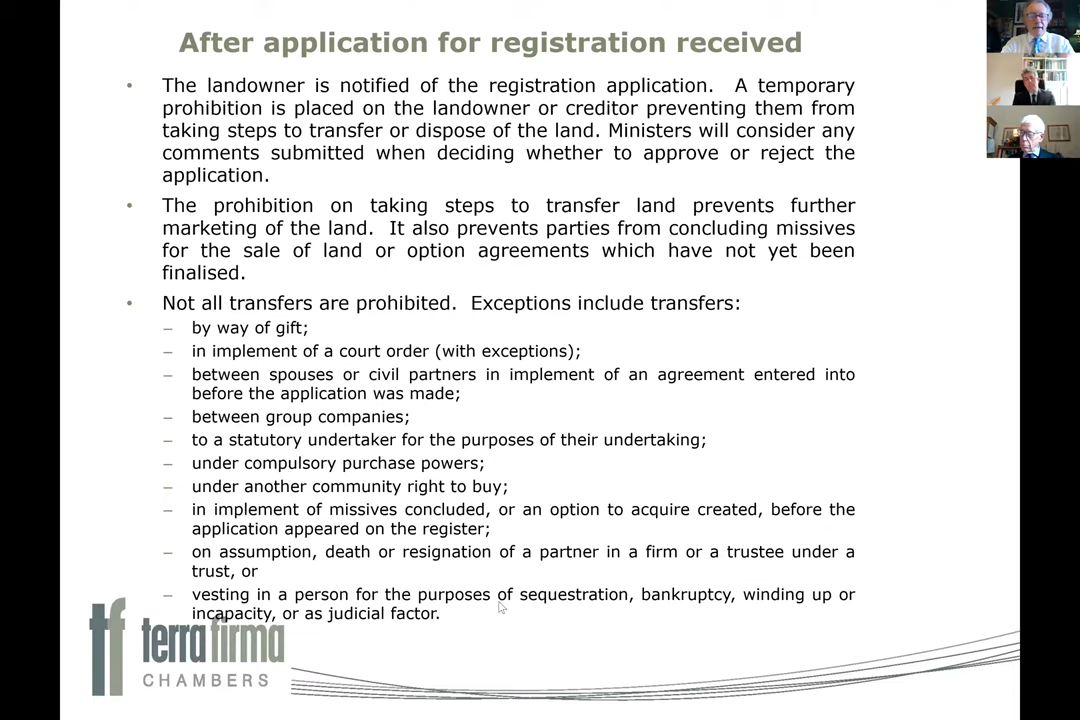 After application for registration received
• The landowner is notified of the registration application. A temporary
prohibition is placed on the landowner or creditor preventing them from
taking steps to transfer or dispose of the land. Ministers will consider any
comments submitted when deciding whether to approve or reject the
application.
• The prohibition on taking steps to transfer land prevents further
marketing of the land. It also prevents parties from concluding missives
for the sale of land or option agreements which have not yet been
finalised.
• Not all transfers are prohibited. Exceptions include transfers:
– by way of gift;
– in implement of a court order (with exceptions);
– between spouses or civil partners in implement of an agreement entered into
before the application was made;
– between group companies;
– to a statutory undertaker for the purposes of their undertaking;
– under compulsory purchase powers;
– under another community right to buy;
– in implement of missives concluded, or an option to acquire created, before the
application appeared on the register;
– on assumption, death or resignation of a partner in a firm or a trustee under a
trust, or
– vesting in a person for the purposes of sequestration, bankruptcy, winding up or
incapacity, or as judicial factor.
tf terra firma
CHAMBERS